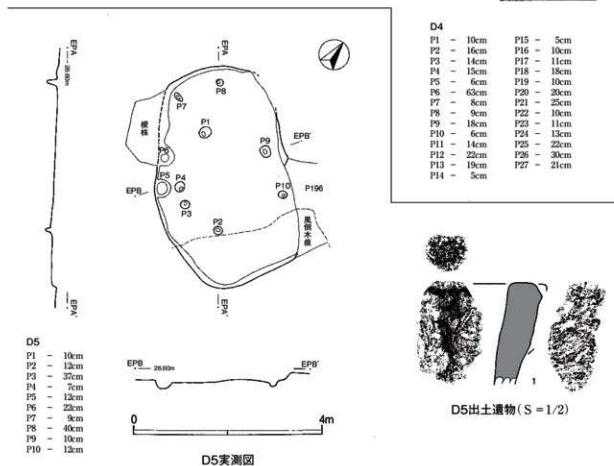 D4
P1 − 10cm P15 − 5cm
P2 − 16cm P16 − 10cm
P3 − 14cm P17 − 11cm
P4 − 15cm P18 − 18cm
P5 − 6cm P19 − 10cm
P6 − 63cm P20 − 20cm
P7 − 8cm P21 − 25cm
P8 − 9cm P22 − 10cm
P9 − 18cm P23 − 11cm
P10 − 6cm P24 − 13cm
P11 − 14cm P25 − 22cm
P12 − 22cm P26 − 30cm
P13 − 19cm P27 − 21cm
P14 − 5cm
EPA
26.60m
EPA'
EPA
P8
P7
P1
根株
EPB'
P9
P6
P5
P4
EPB
P3
P10
P196
P2
風倒木痕
EPA'
D5
P1 − 10cm
P2 − 12cm
P3 − 37cm
P4 − 7cm
P5 − 12cm
P6 − 22cm
P7 − 9cm
P8 − 40cm
P9 − 10cm
P10 − 12cm
EPB
26.60m
EPB'
0 4m
D5実測図
1
D5出土遺物(S=1/2)